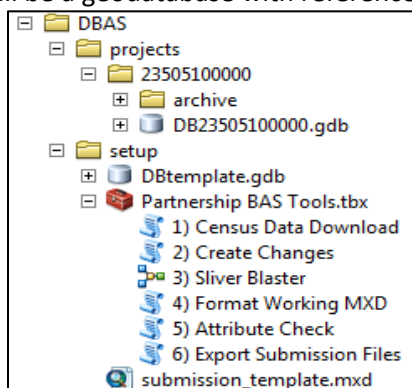 ll be a geodatabase with reference
DBAS
projects
23505100000
archive
DB23505100000.gdb
setup
DBtemplate.gdb
Partnership BAS Tools.tbx
1) Census Data Download
2) Create Changes
3) Sliver Blaster
4) Format Working MXD
5) Attribute Check
6) Export Submission Files
submission_template.mxd